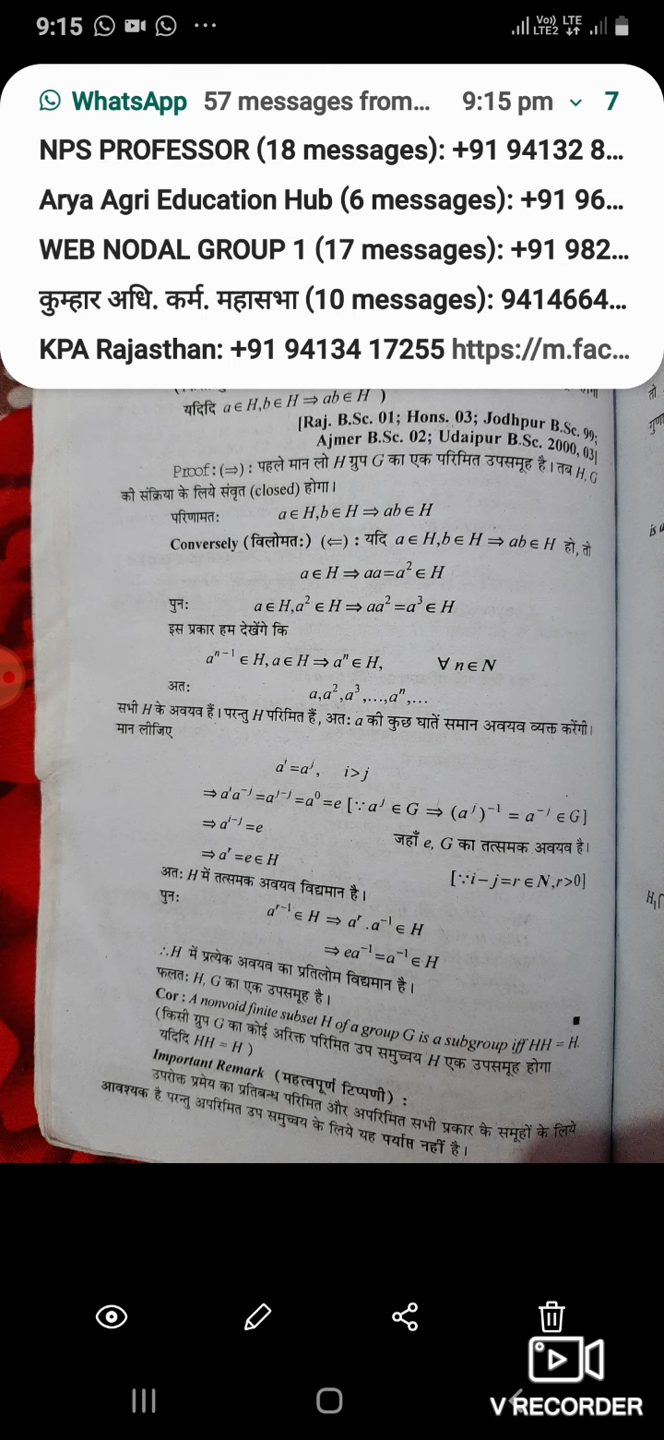 9:15
Vo)) LTE
LTE2
WhatsApp 57 messages from... 9:15 pm 7
NPS PROFESSOR (18 messages): +91 94132 8...
Arya Agri Education Hub (6 messages): +91 96...
WEB NODAL GROUP 1 (17 messages): +91 982...
कुम्हार अधि. कर्म. महासभा (10 messages): 9414664...
KPA Rajasthan: +91 94134 17255 https://m.fac...
यदिदि a∈H,b∈H ⇒ ab∈H )
[Raj. B.Sc. 01; Hons. 03; Jodhpur B.Sc. 99;
Ajmer B.Sc. 02; Udaipur B.Sc. 2000, 03]
Proof: (⇒) : पहले मान लो H ग्रुप G का एक परिमित उपसमूह है। तब H, G
की संक्रिया के लिये संवृत (closed) होगा।
परिणामत: a∈H,b∈H ⇒ ab∈H
Conversely (विलोमत:) (⇐) : यदि a∈H,b∈H ⇒ ab∈H हो, तो
a∈H ⇒ aa=a²∈H
पुन: a∈H,a²∈H ⇒ aa²=a³∈H
इस प्रकार हम देखेंगे कि
aⁿ⁻¹∈H, a∈H ⇒ aⁿ∈H, ∀ n∈N
अत: a,a²,a³,...,aⁿ,...
सभी H के अवयव हैं। परन्तु H परिमित हैं, अत: a की कुछ घातें समान अवयव व्यक्त करेंगी।
मान लीजिए
aⁱ=aʲ, i>j
⇒ aⁱa⁻ʲ=aʲ⁻ʲ=a⁰=e [∵aʲ∈G ⇒ (aʲ)⁻¹ = a⁻ʲ∈G]
⇒ aⁱ⁻ʲ=e जहाँ e, G का तत्समक अवयव है।
⇒ aʳ=e∈H [∵i−j=r∈N,r>0]
अत: H में तत्समक अवयव विद्यमान है।
पुन: aʳ⁻¹∈H ⇒ aʳ.a⁻¹∈H
⇒ ea⁻¹=a⁻¹∈H
∴H में प्रत्येक अवयव का प्रतिलोम विद्यमान है।
फलत: H, G का एक उपसमूह है।
Cor : A nonvoid finite subset H of a group G is a subgroup iff HH = H.
(किसी ग्रुप G का कोई अरिक्त परिमित उप समुच्चय H एक उपसमूह होगा
यदिदि HH = H )
Important Remark (महत्वपूर्ण टिप्पणी) :
उपरोक्त प्रमेय का प्रतिबन्ध परिमित और अपरिमित सभी प्रकार के समूहों के लिये
आवश्यक है परन्तु अपरिमित उप समुच्चय के लिये यह पर्याप्त नहीं है।
तो
is a
V RECORDER